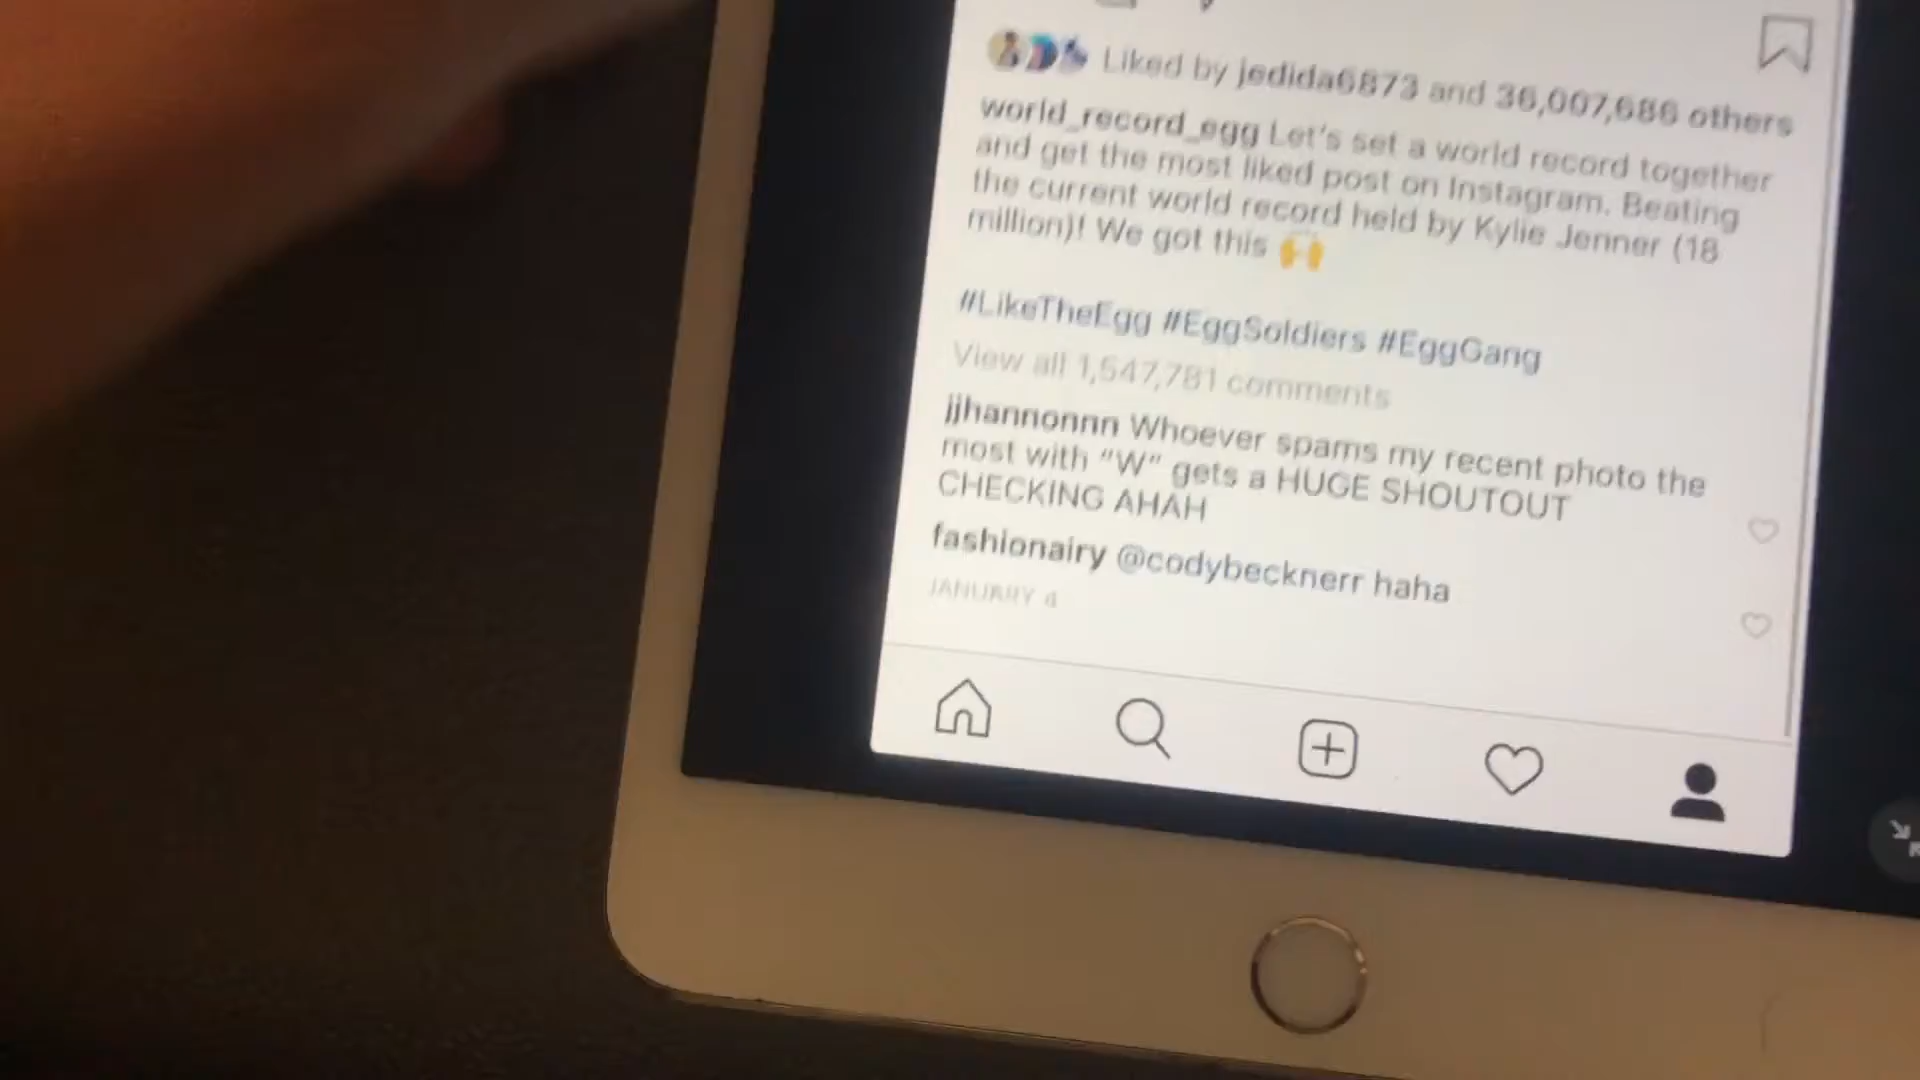 Liked by jedida6873 and 36,007,686 others
world_record_egg Let's set a world record together
and get the most liked post on Instagram. Beating
the current world record held by Kylie Jenner (18
million)! We got this 🙌
#LikeTheEgg #EggSoldiers #EggGang
View all 1,547,781 comments
jjhannonnn Whoever spams my recent photo the
most with "W" gets a HUGE SHOUTOUT
CHECKING AHAH
fashionairy @codybecknerr haha
JANUARY 4